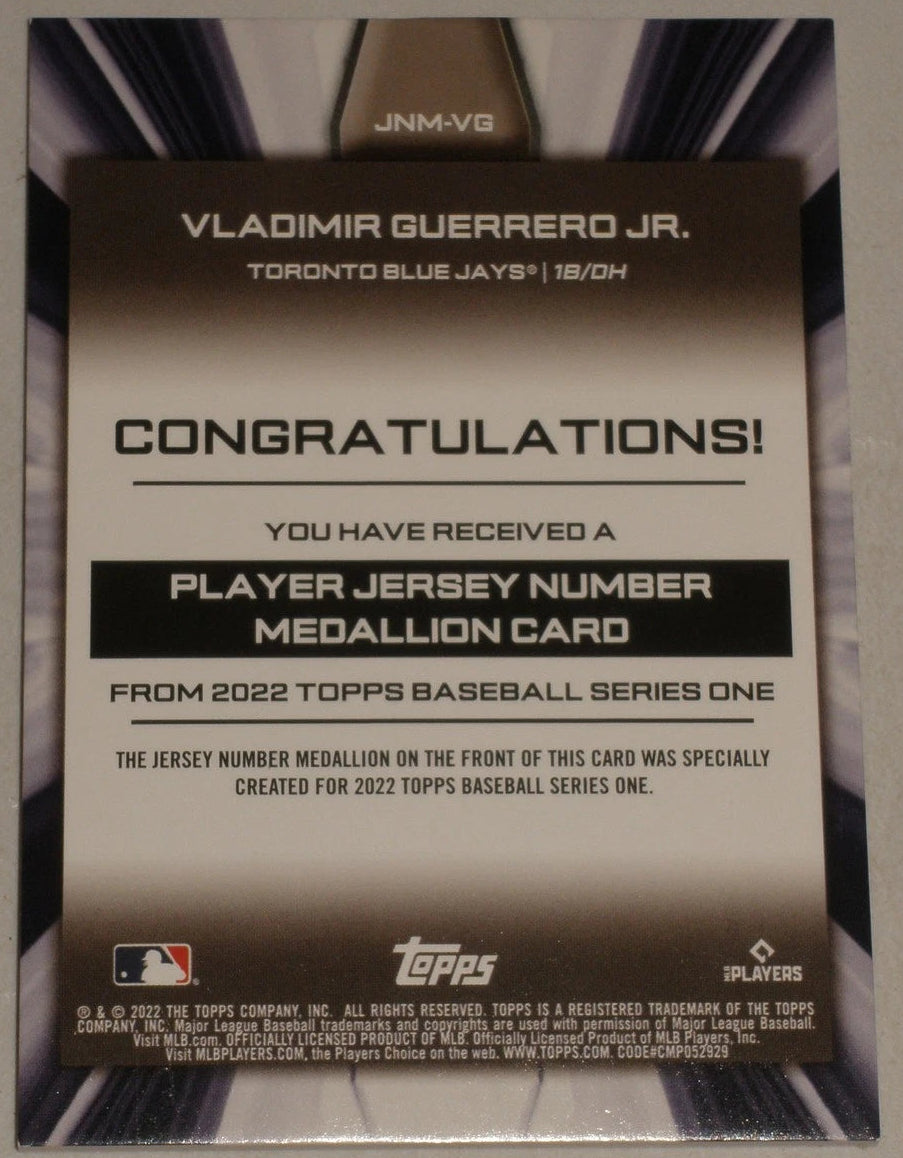 JNM-VG
VLADIMIR GUERRERO JR.
TORONTO BLUE JAYS® | 1B/DH
CONGRATULATIONS!
YOU HAVE RECEIVED A
PLAYER JERSEY NUMBER
MEDALLION CARD
FROM 2022 TOPPS BASEBALL SERIES ONE
THE JERSEY NUMBER MEDALLION ON THE FRONT OF THIS CARD WAS SPECIALLY
CREATED FOR 2022 TOPPS BASEBALL SERIES ONE.
Topps
MLB PLAYERS
® & © 2022 THE TOPPS COMPANY, INC. ALL RIGHTS RESERVED. TOPPS IS A REGISTERED TRADEMARK OF THE TOPPS
COMPANY, INC. Major League Baseball trademarks and copyrights are used with permission of Major League Baseball.
Visit MLB.com. OFFICIALLY LICENSED PRODUCT OF MLB. Officially Licensed Product of MLB Players, Inc.
Visit MLBPLAYERS.COM, the Players Choice on the web. WWW.TOPPS.COM. CODE#CMP052929